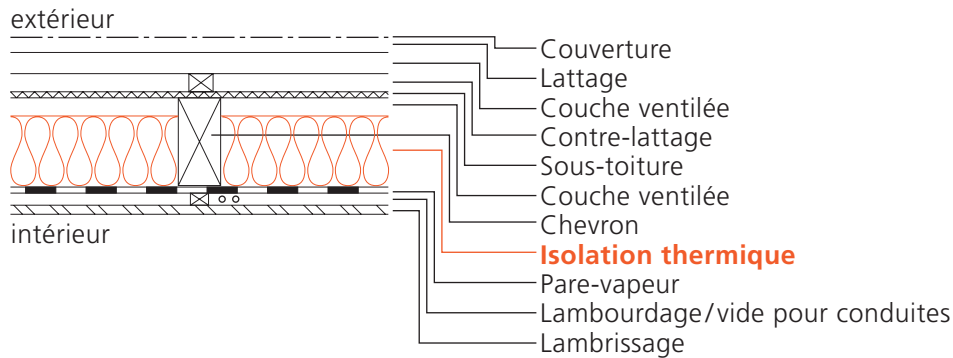 extérieur
Couverture
Lattage
Couche ventilée
Contre-lattage
Sous-toiture
Couche ventilée
Chevron
Isolation thermique
Pare-vapeur
Lambourdage/vide pour conduites
Lambrissage
intérieur